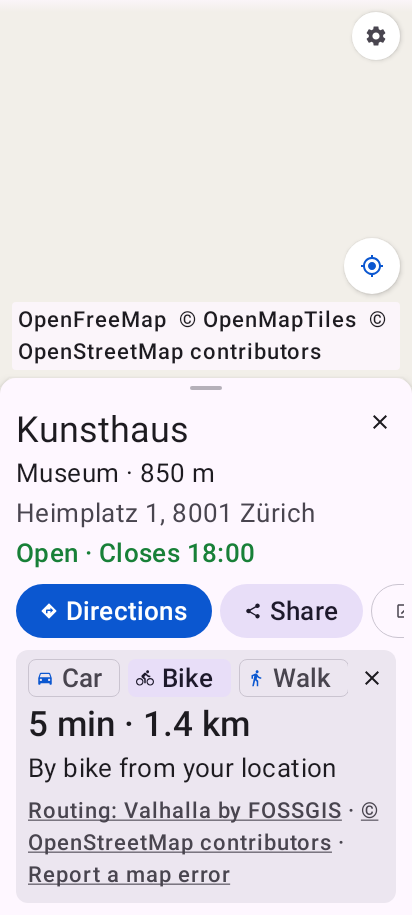 OpenFreeMap © OpenMapTiles ©
OpenStreetMap contributors
Kunsthaus
Museum · 850 m
Heimplatz 1, 8001 Zürich
Open · Closes 18:00
Directions Share
Car Bike Walk
5 min · 1.4 km
By bike from your location
Routing: Valhalla by FOSSGIS · ©
OpenStreetMap contributors ·
Report a map error